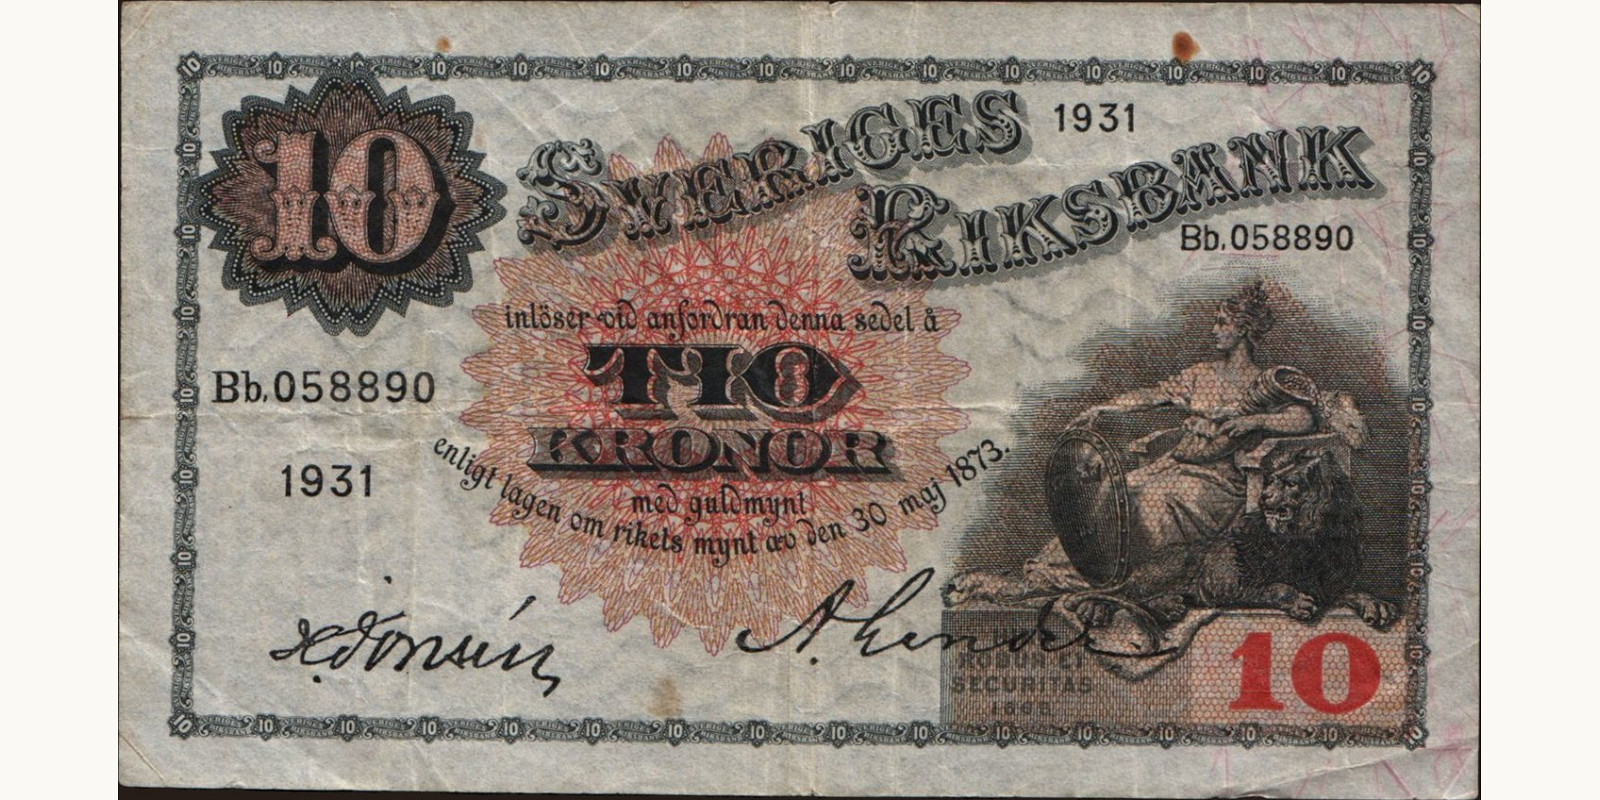 10
SVERIGES
1931
RIKSBANK
Bb.058890
inlöser vid anfordran denna sedel å
TIO
KRONOR
Bb.058890
med guldmynt
enligt lagen om rikets mynt av den 30 maj 1873.
1931
ROBUR ET
SECURITAS
1668
10